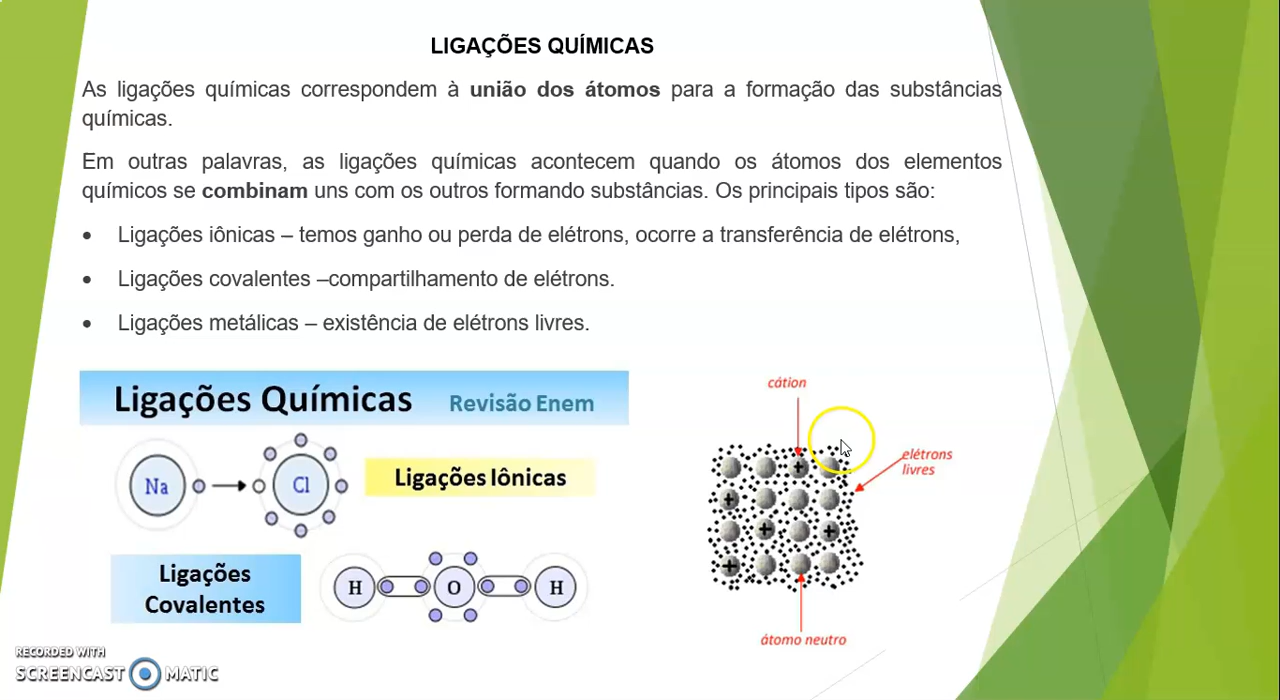 LIGAÇÕES QUÍMICAS
As ligações químicas correspondem à união dos átomos para a formação das substâncias
químicas.
Em outras palavras, as ligações químicas acontecem quando os átomos dos elementos
químicos se combinam uns com os outros formando substâncias. Os principais tipos são:
• Ligações iônicas – temos ganho ou perda de elétrons, ocorre a transferência de elétrons,
• Ligações covalentes –compartilhamento de elétrons.
• Ligações metálicas – existência de elétrons livres.
Ligações Químicas Revisão Enem
Na Cl
Ligações Iônicas
Ligações
Covalentes
H O H
cátion
elétrons
livres
+
+
+ +
+
átomo neutro
RECORDED WITH
SCREENCAST MATIC